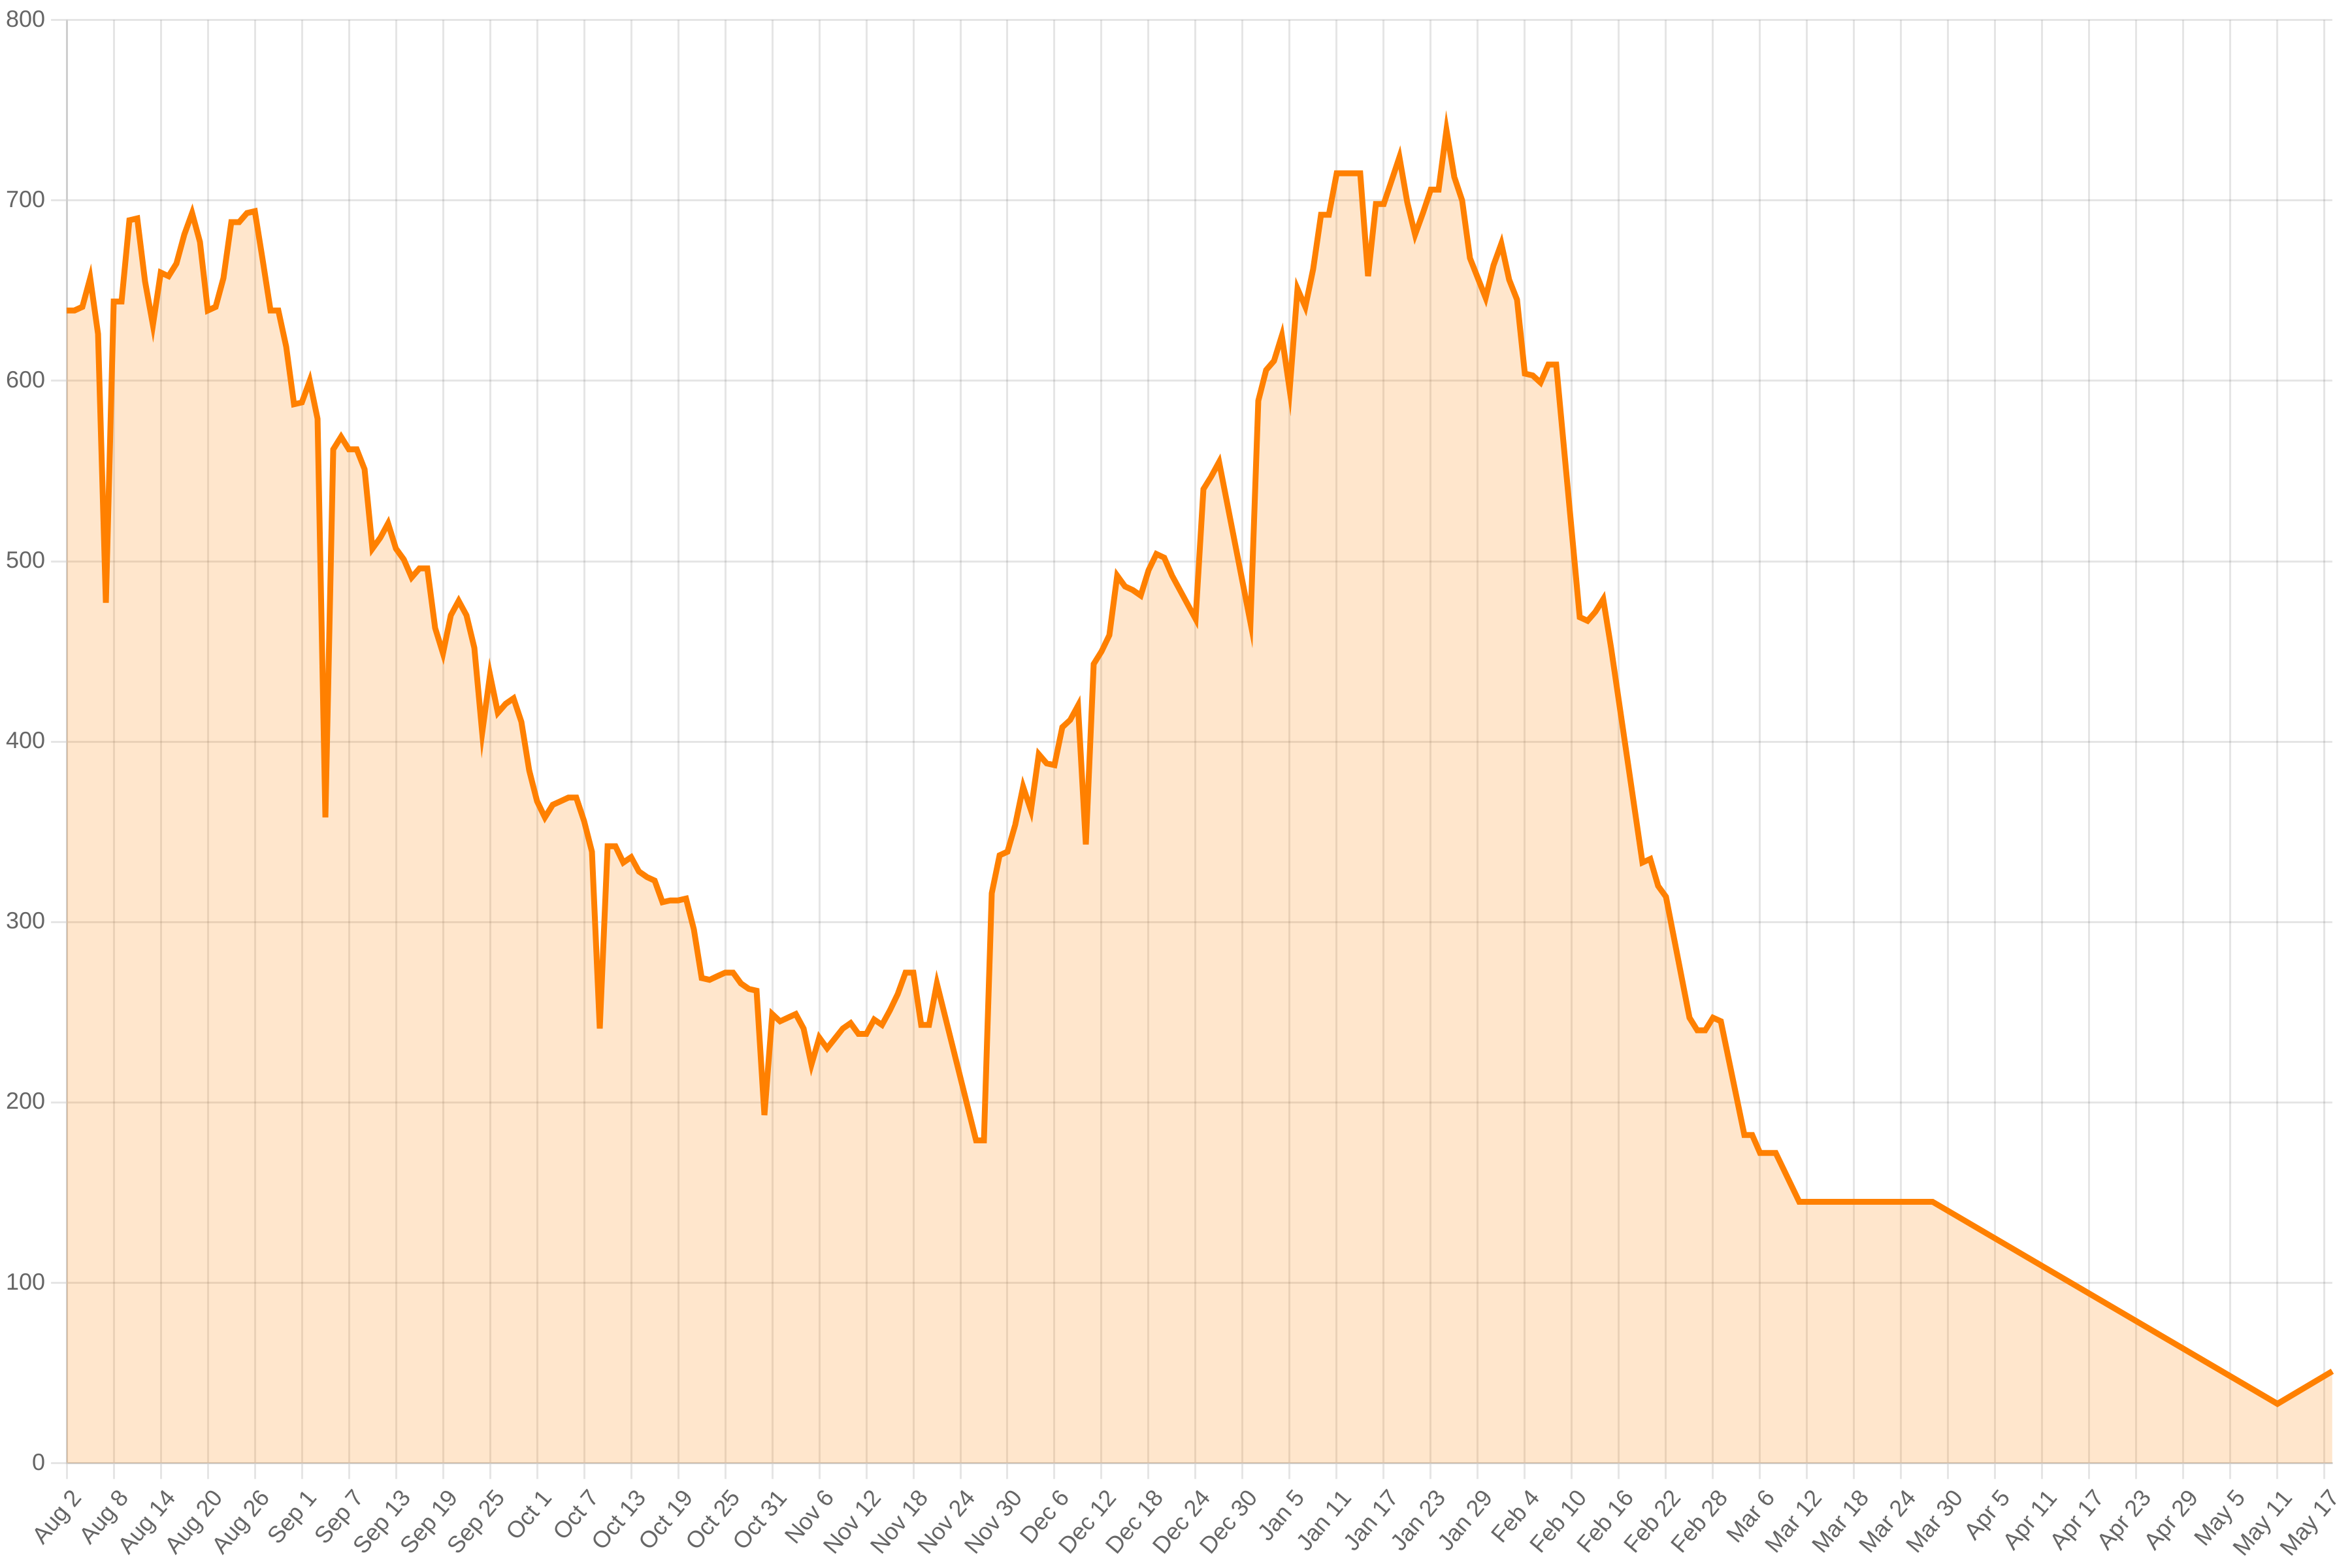 800
700
600
500
400
300
200
100
0
Aug 2
Aug 8
Aug 14
Aug 20
Aug 26
Sep 1
Sep 7
Sep 13
Sep 19
Sep 25
Oct 1
Oct 7
Oct 13
Oct 19
Oct 25
Oct 31
Nov 6
Nov 12
Nov 18
Nov 24
Nov 30
Dec 6
Dec 12
Dec 18
Dec 24
Dec 30
Jan 5
Jan 11
Jan 17
Jan 23
Jan 29
Feb 4
Feb 10
Feb 16
Feb 22
Feb 28
Mar 6
Mar 12
Mar 18
Mar 24
Mar 30
Apr 5
Apr 11
Apr 17
Apr 23
Apr 29
May 5
May 11
May 17